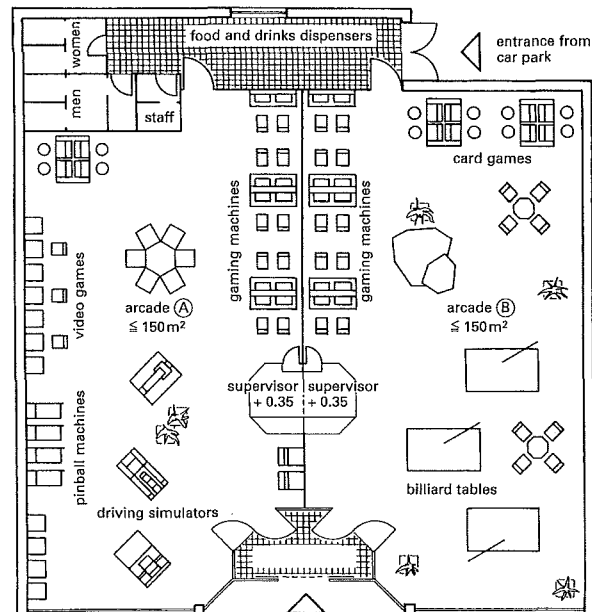 food and drinks dispensers
entrance from
car park
women
men
staff
card games
gaming machines
gaming machines
video games
arcade Ⓐ
≦ 150 m²
arcade Ⓑ
≦ 150 m²
supervisor
+ 0.35
supervisor
+ 0.35
pinball machines
driving simulators
billiard tables